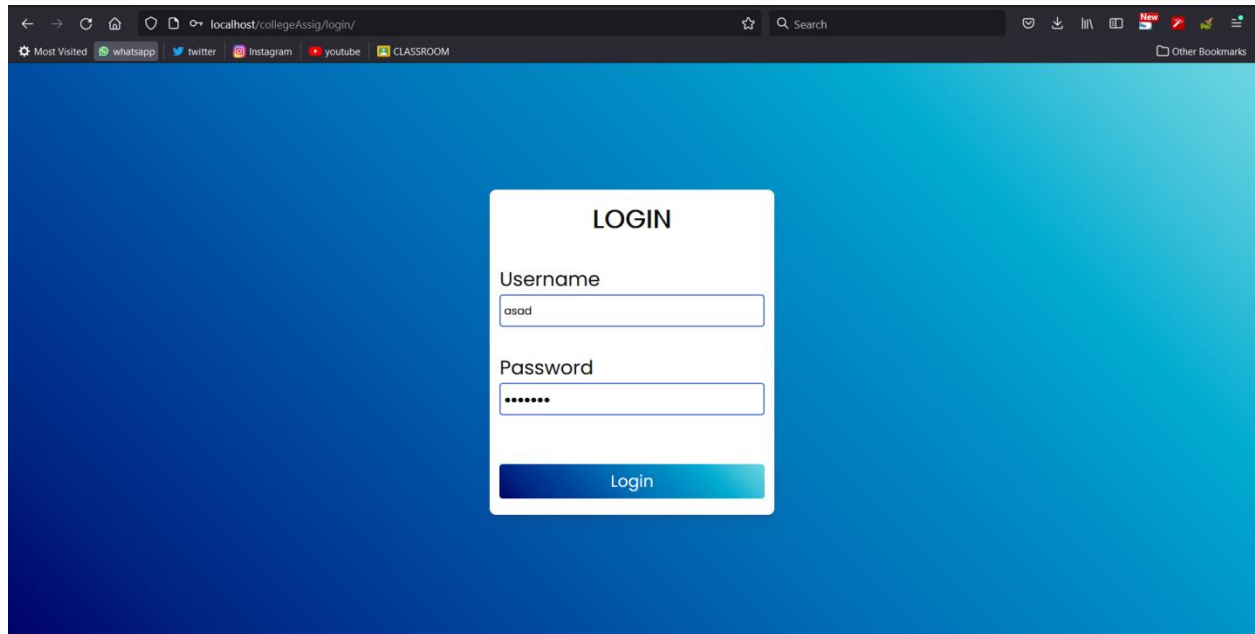 localhost/collegeAssig/login/
Search
New
Most Visited whatsapp twitter Instagram youtube CLASSROOM
Other Bookmarks
LOGIN
Username
asad
Password
•••••••
Login